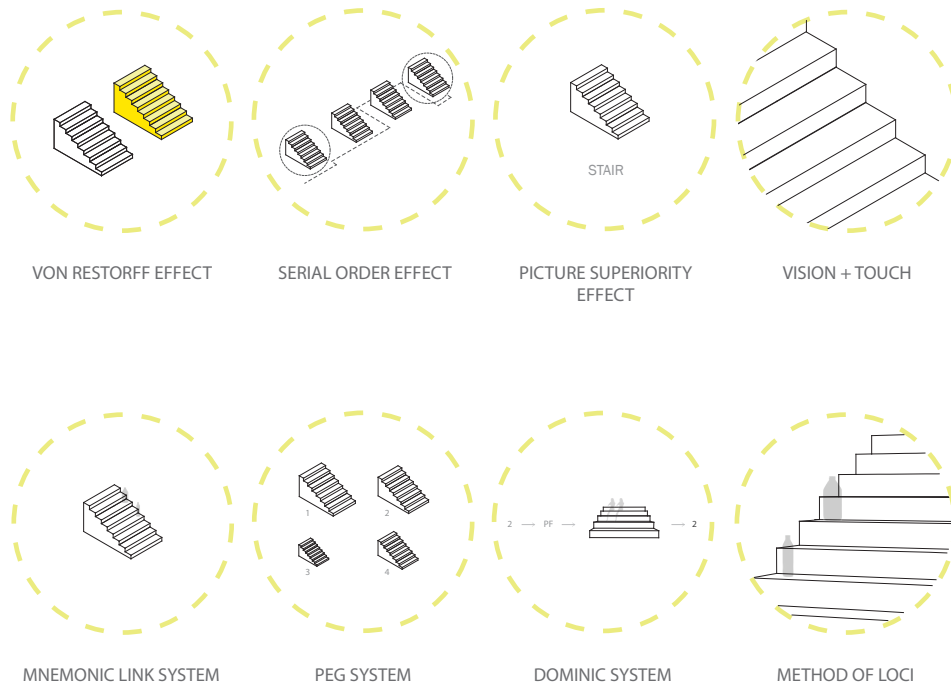 STAIR
VON RESTORFF EFFECT
SERIAL ORDER EFFECT
PICTURE SUPERIORITY
EFFECT
VISION + TOUCH
1
2
3
4
2 → PF → → 2
MNEMONIC LINK SYSTEM
PEG SYSTEM
DOMINIC SYSTEM
METHOD OF LOCI